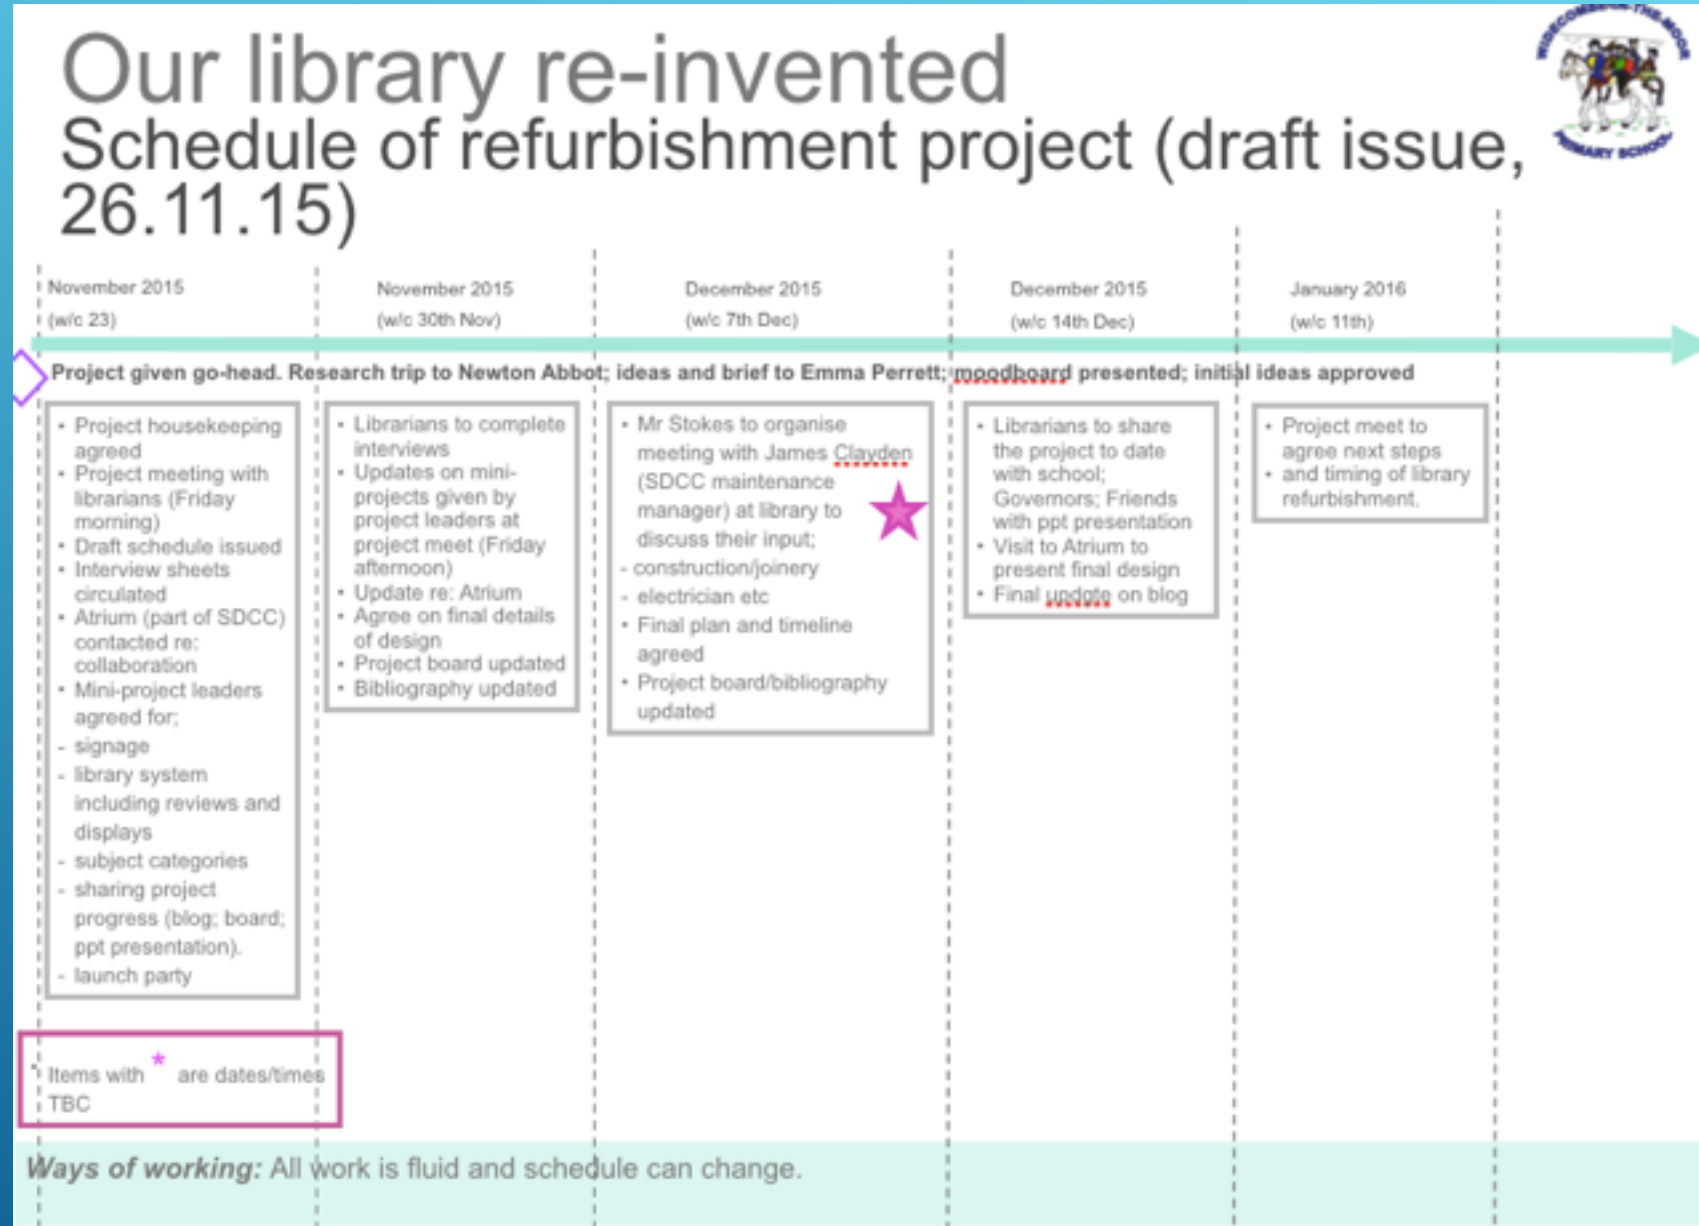 Our library re-invented
Schedule of refurbishment project (draft issue,
26.11.15)
WIDECOMBE-IN-THE-MOOR
PRIMARY SCHOOL
November 2015
(w/c 23)
November 2015
(w/c 30th Nov)
December 2015
(w/c 7th Dec)
December 2015
(w/c 14th Dec)
January 2016
(w/c 11th)
Project given go-head. Research trip to Newton Abbot; ideas and brief to Emma Perrett; moodboard presented; initial ideas approved
• Project housekeeping
agreed
• Project meeting with
librarians (Friday
morning)
• Draft schedule issued
• Interview sheets
circulated
• Atrium (part of SDCC)
contacted re:
collaboration
• Mini-project leaders
agreed for;
- signage
- library system
including reviews and
displays
- subject categories
- sharing project
progress (blog; board;
ppt presentation).
- launch party
• Librarians to complete
interviews
• Updates on mini-
projects given by
project leaders at
project meet (Friday
afternoon)
• Update re: Atrium
• Agree on final details
of design
• Project board updated
• Bibliography updated
• Mr Stokes to organise
meeting with James Clayden
(SDCC maintenance
manager) at library to
discuss their input;
- construction/joinery
- electrician etc
• Final plan and timeline
agreed
• Project board/bibliography
updated
• Librarians to share
the project to date
with school;
Governors; Friends
with ppt presentation
• Visit to Atrium to
present final design
• Final update on blog
• Project meet to
agree next steps
• and timing of library
refurbishment.
• Items with * are dates/times
TBC
Ways of working: All work is fluid and schedule can change.